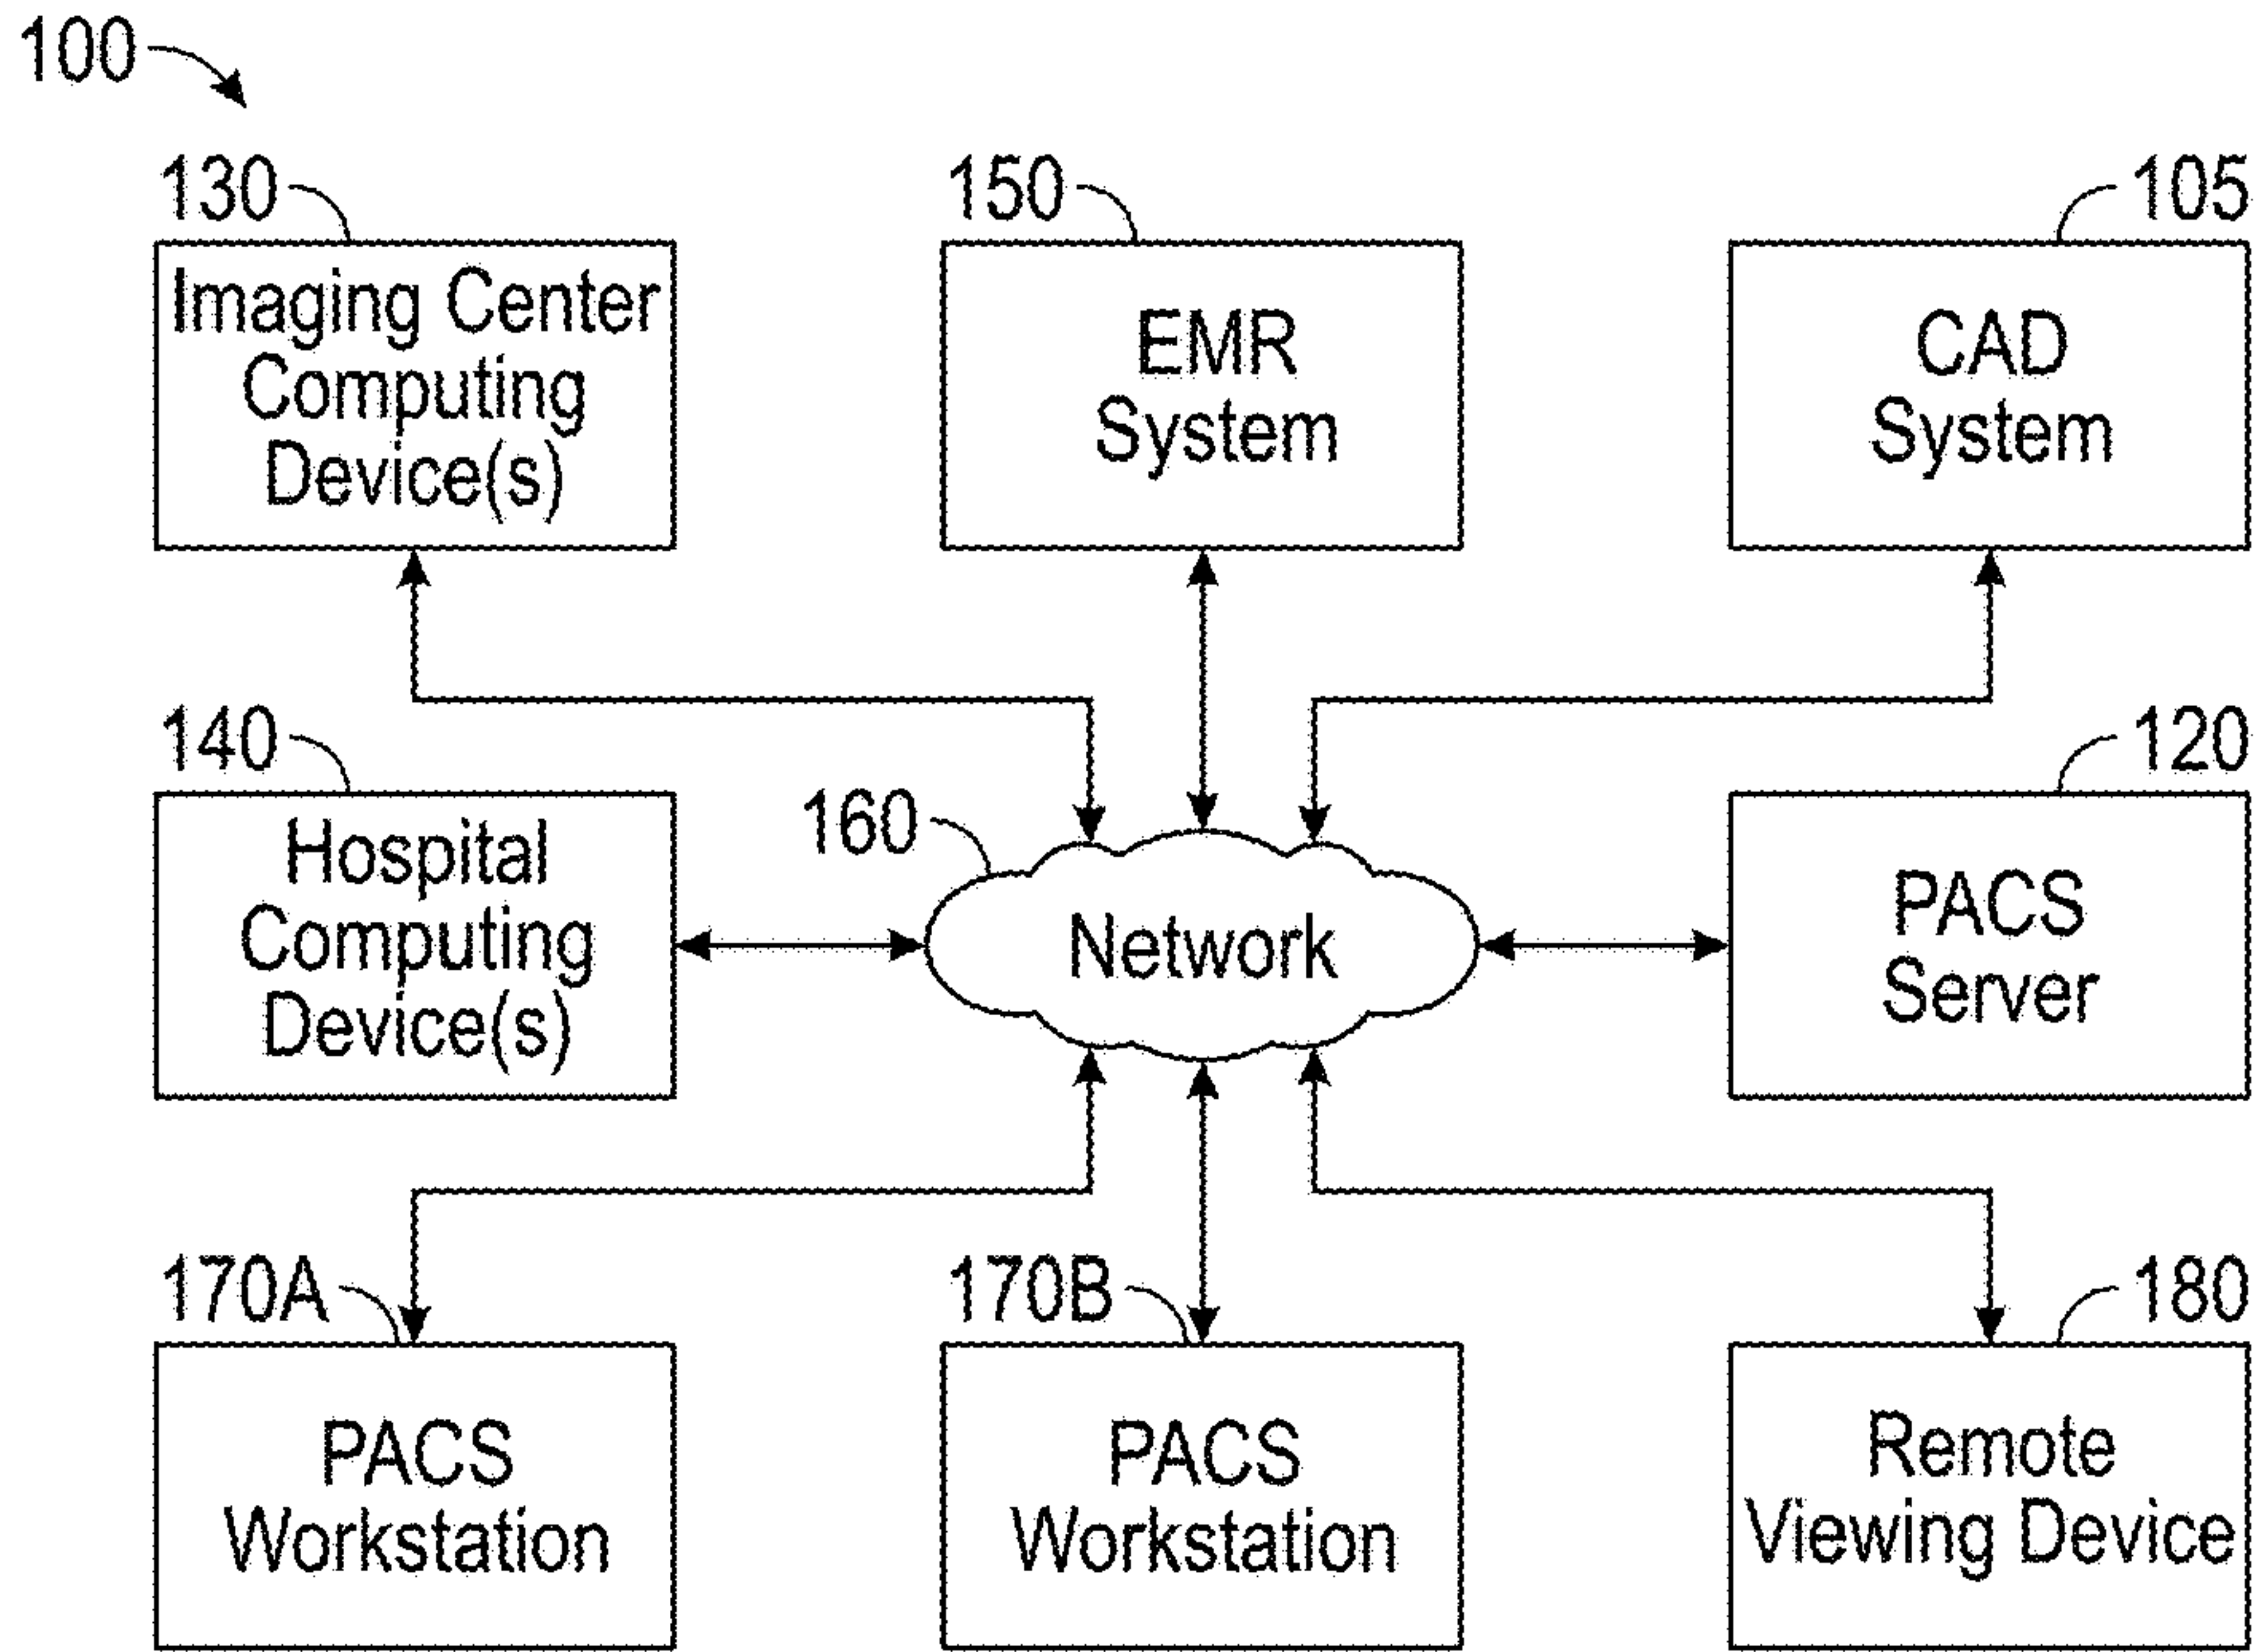 100
130
Imaging Center
Computing
Device(s)
150
EMR
System
105
CAD
System
140
Hospital
Computing
Device(s)
160
Network
120
PACS
Server
170A
PACS
Workstation
170B
PACS
Workstation
180
Remote
Viewing Device